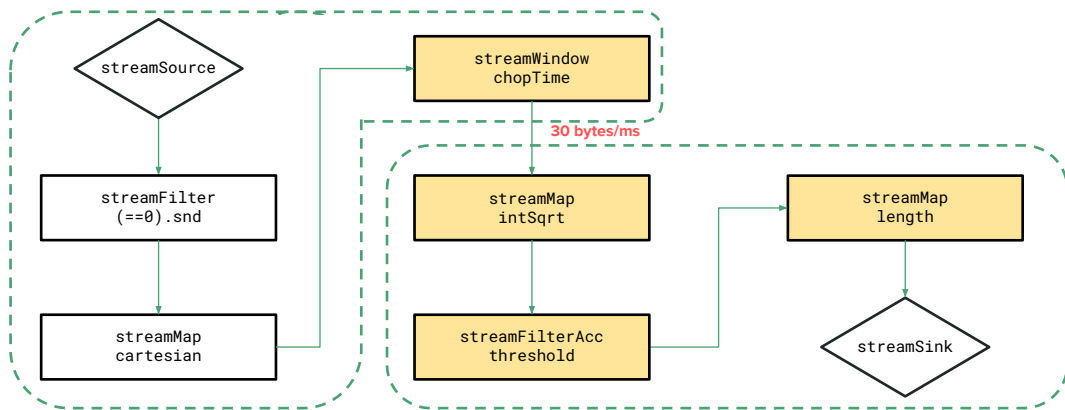 streamSource
streamFilter
(==0).snd
streamMap
cartesian
streamWindow
chopTime
30 bytes/ms
streamMap
intSqrt
streamFilterAcc
threshold
streamMap
length
streamSink